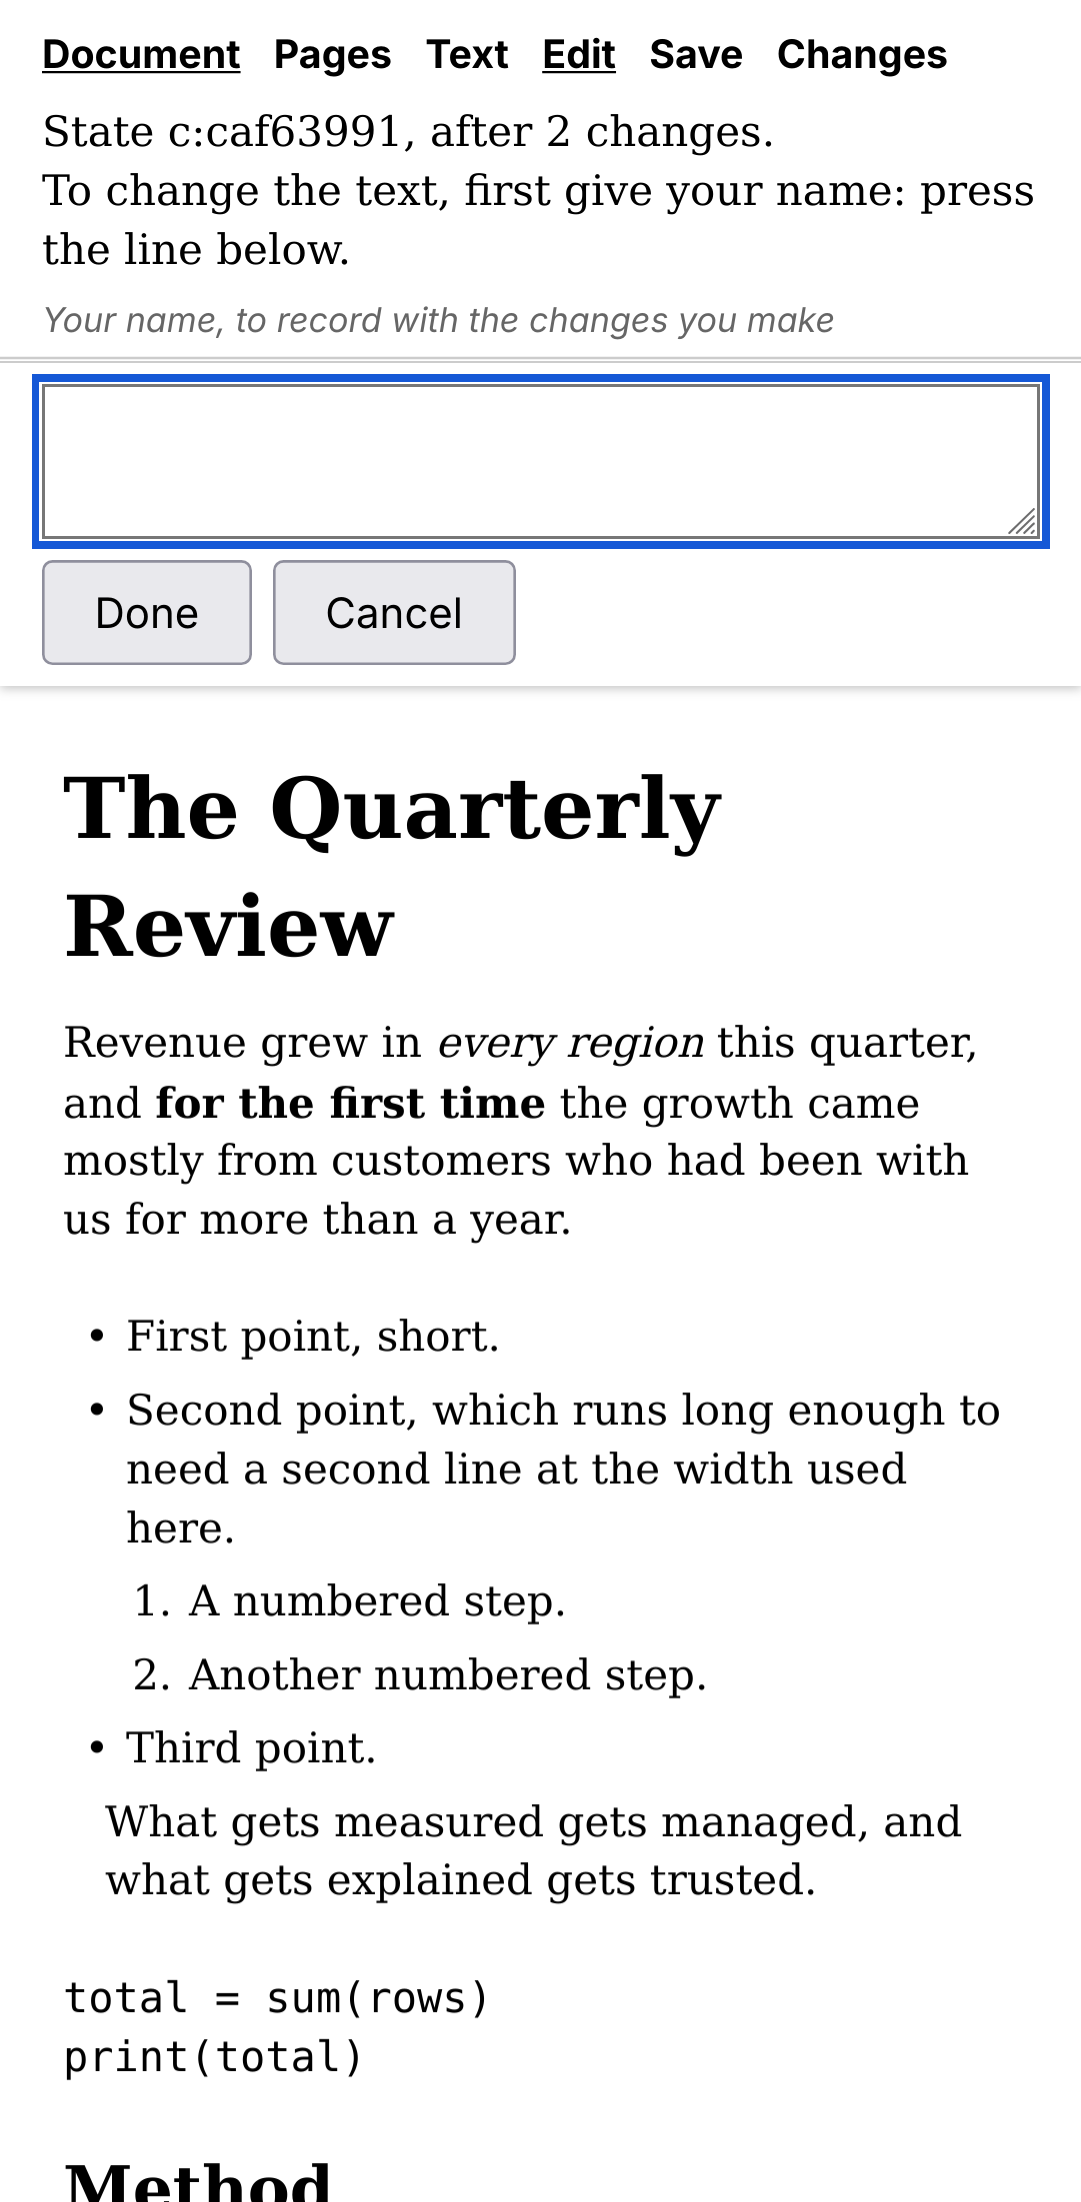 Document Pages Text Edit Save Changes
State c:caf63991, after 2 changes.
To change the text, first give your name: press
the line below.
Your name, to record with the changes you make
Done Cancel
The Quarterly
Review
Revenue grew in every region this quarter,
and for the first time the growth came
mostly from customers who had been with
us for more than a year.
• First point, short.
• Second point, which runs long enough to
need a second line at the width used
here.
1. A numbered step.
2. Another numbered step.
• Third point.
What gets measured gets managed, and
what gets explained gets trusted.
total = sum(rows)
print(total)
Method